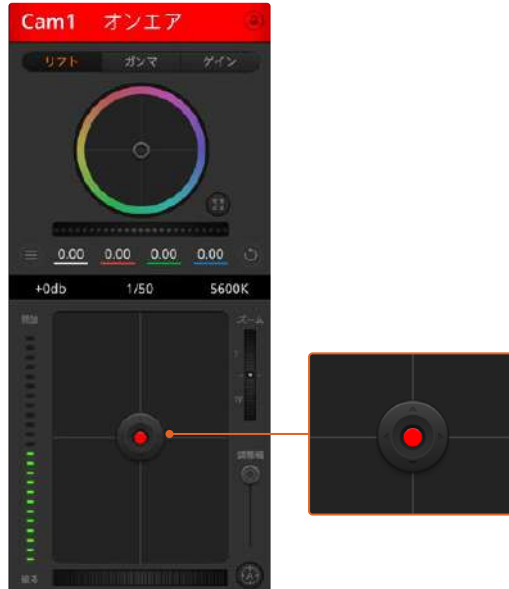 Cam1 オンエア
リフト ガンマ ゲイン
0.00 0.00 0.00 0.00
+0db 1/50 5600K
開放 ズーム
T
W
調整幅
絞る A